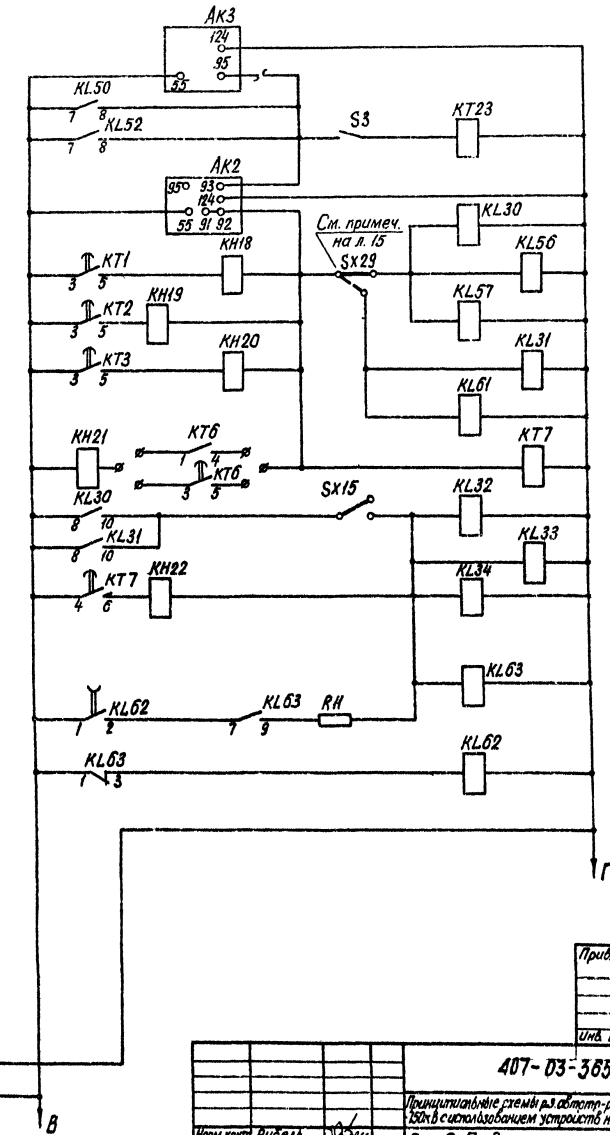 АК3
124
95
55
KL50
7 8
KL52
7 8
S3
KT23
АК2
95 93
124
55 91 92
См. примеч.
на л. 15
SX29
KL30
KL56
KL57
KH18
KT1
3 5
KH19
KT2
3 5
KH20
KT3
3 5
KL31
KL61
KH21
KT6
1 4
KT6
3 5
KT7
KL30
8 10
SX15
KL32
KL31
8 10
KL33
KT7
4 6
KH22
KL34
KL63
KL62
1 2
KL63
7 9
RH
KL62
KL63
1 3
Г
В
407-03-365
Принципиальные схемы
с использованием устройств